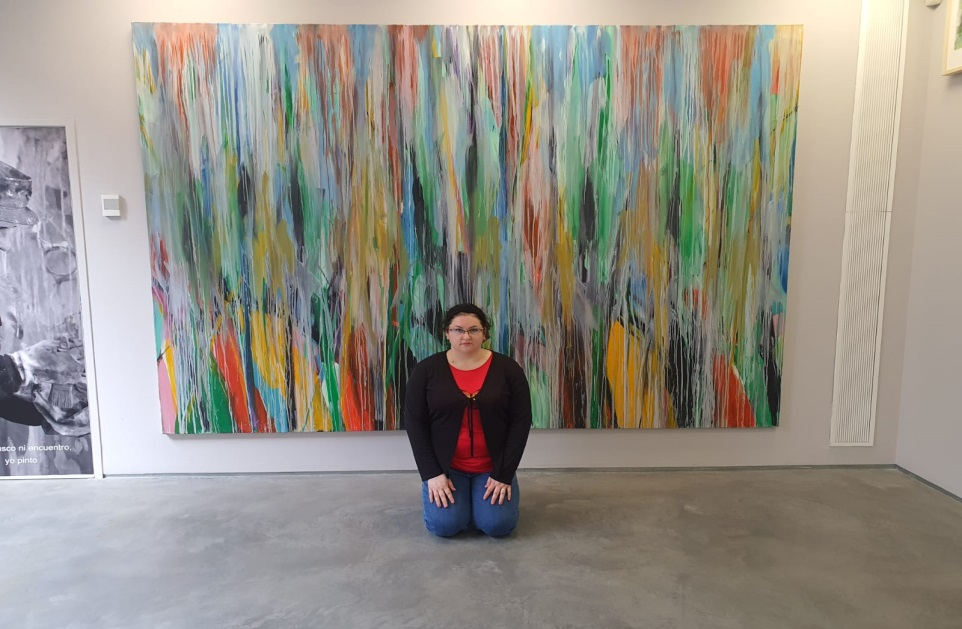 ni encuentro,
yo pinto